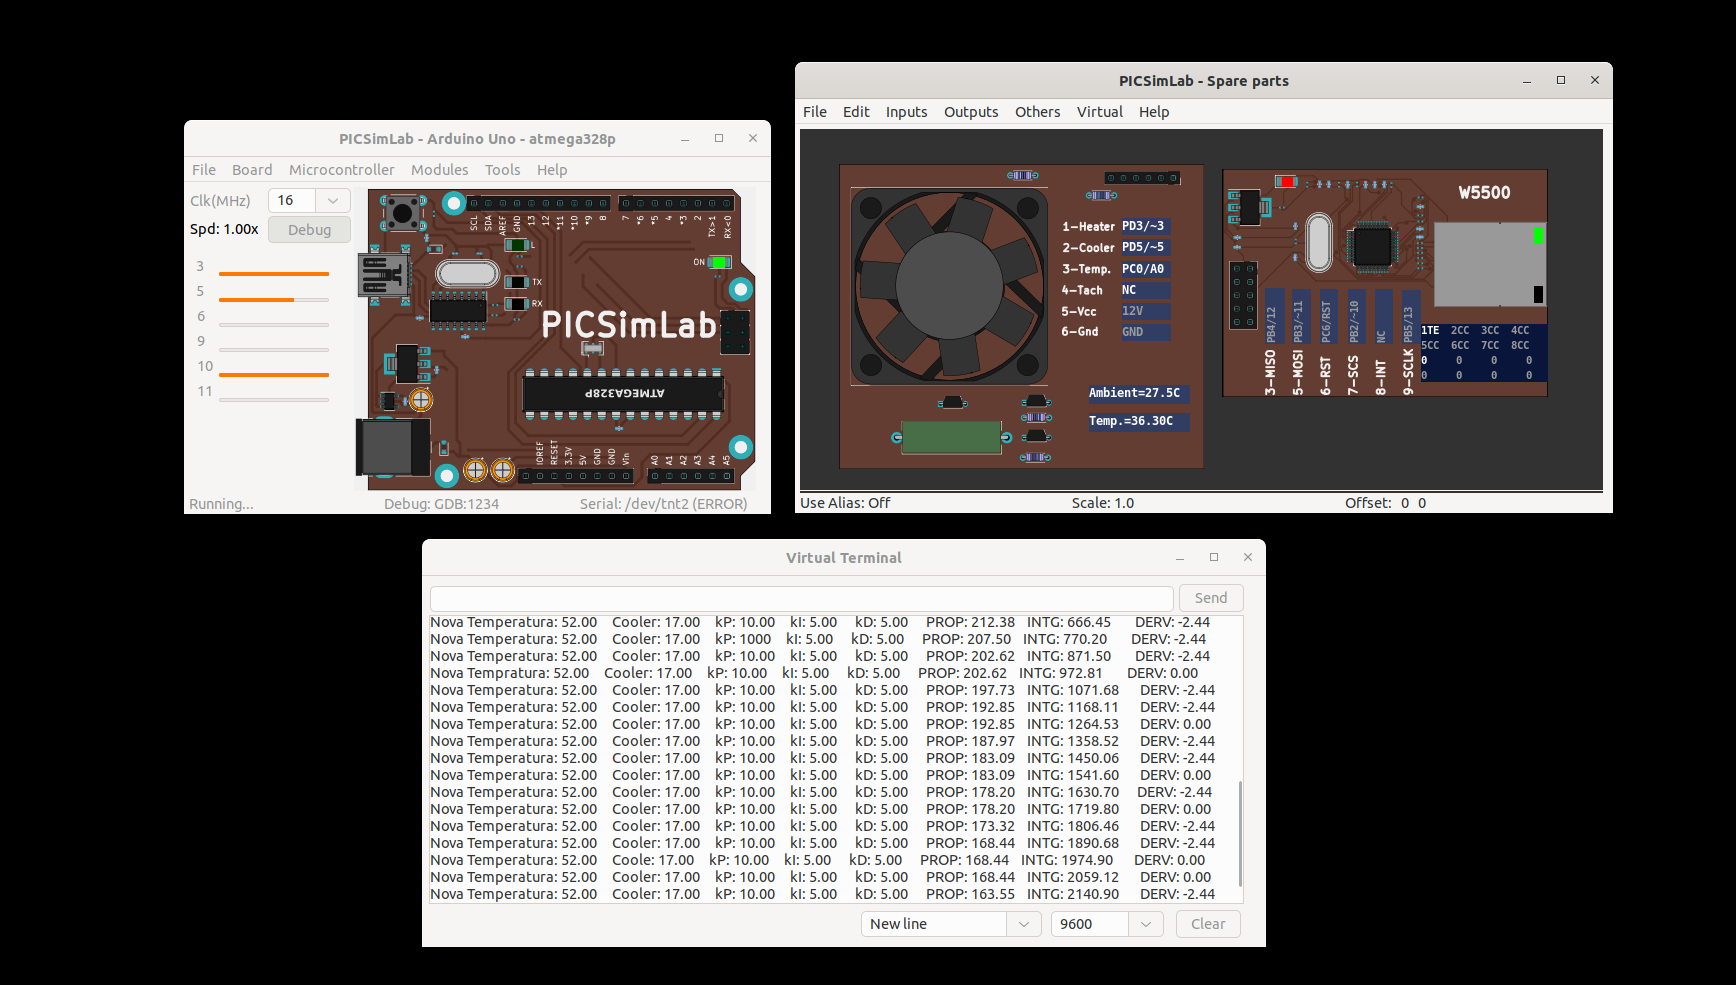 PICSimLab - Arduino Uno - atmega328p
File Board Microcontroller Modules Tools Help
Clk(MHz) 16
Spd: 1.00x Debug
3
5
6
9
10
11
SCL SDA AREF GND 13 12 *11 *10 *9 8 7 *6 *5 4 *3 2 TX>1 RX<0
L
ON
TX
RX
PICSimLab
ATMEGA328P
IOREF RESET 3.3V 5V GND GND Vin A0 A1 A2 A3 A4 A5
Running... Debug: GDB:1234 Serial: /dev/tnt2 (ERROR)
PICSimLab - Spare parts
File Edit Inputs Outputs Others Virtual Help
1-Heater PD3/~3
2-Cooler PD5/~5
3-Temp. PC0/A0
4-Tach NC
5-Vcc 12V
6-Gnd GND
Ambient=27.5C
Temp.=36.30C
W5500
3-MISO PB4/12
5-MOSI PB3/~11
6-RST PC6/RST
7-SCS PB2/~10
8-INT NC
9-SCLK PB5/13
1TE 2CC 3CC 4CC
5CC 6CC 7CC 8CC
0 0 0 0
0 0 0 0
Use Alias: Off Scale: 1.0 Offset: 0 0
Virtual Terminal
Send
Nova Temperatura: 52.00 Cooler: 17.00 kP: 10.00 kI: 5.00 kD: 5.00 PROP: 212.38 INTG: 666.45 DERV: -2.44
Nova Temperatura: 52.00 Cooler: 17.00 kP: 1000 kI: 5.00 kD: 5.00 PROP: 207.50 INTG: 770.20 DERV: -2.44
Nova Temperatura: 52.00 Cooler: 17.00 kP: 10.00 kI: 5.00 kD: 5.00 PROP: 202.62 INTG: 871.50 DERV: -2.44
Nova Tempratura: 52.00 Cooler: 17.00 kP: 10.00 kI: 5.00 kD: 5.00 PROP: 202.62 INTG: 972.81 DERV: 0.00
Nova Temperatura: 52.00 Cooler: 17.00 kP: 10.00 kI: 5.00 kD: 5.00 PROP: 197.73 INTG: 1071.68 DERV: -2.44
Nova Temperatura: 52.00 Cooler: 17.00 kP: 10.00 kI: 5.00 kD: 5.00 PROP: 192.85 INTG: 1168.11 DERV: -2.44
Nova Temperatura: 52.00 Cooler: 17.00 kP: 10.00 kI: 5.00 kD: 5.00 PROP: 192.85 INTG: 1264.53 DERV: 0.00
Nova Temperatura: 52.00 Cooler: 17.00 kP: 10.00 kI: 5.00 kD: 5.00 PROP: 187.97 INTG: 1358.52 DERV: -2.44
Nova Temperatura: 52.00 Cooler: 17.00 kP: 10.00 kI: 5.00 kD: 5.00 PROP: 183.09 INTG: 1450.06 DERV: -2.44
Nova Temperatura: 52.00 Cooler: 17.00 kP: 10.00 kI: 5.00 kD: 5.00 PROP: 183.09 INTG: 1541.60 DERV: 0.00
Nova Temperatura: 52.00 Cooler: 17.00 kP: 10.00 kI: 5.00 kD: 5.00 PROP: 178.20 INTG: 1630.70 DERV: -2.44
Nova Temperatura: 52.00 Cooler: 17.00 kP: 10.00 kI: 5.00 kD: 5.00 PROP: 178.20 INTG: 1719.80 DERV: 0.00
Nova Temperatura: 52.00 Cooler: 17.00 kP: 10.00 kI: 5.00 kD: 5.00 PROP: 173.32 INTG: 1806.46 DERV: -2.44
Nova Temperatura: 52.00 Cooler: 17.00 kP: 10.00 kI: 5.00 kD: 5.00 PROP: 168.44 INTG: 1890.68 DERV: -2.44
Nova Temperatura: 52.00 Coole: 17.00 kP: 10.00 kI: 5.00 kD: 5.00 PROP: 168.44 INTG: 1974.90 DERV: 0.00
Nova Temperatura: 52.00 Cooler: 17.00 kP: 10.00 kI: 5.00 kD: 5.00 PROP: 168.44 INTG: 2059.12 DERV: 0.00
Nova Temperatura: 52.00 Cooler: 17.00 kP: 10.00 kI: 5.00 kD: 5.00 PROP: 163.55 INTG: 2140.90 DERV: -2.44
New line 9600 Clear